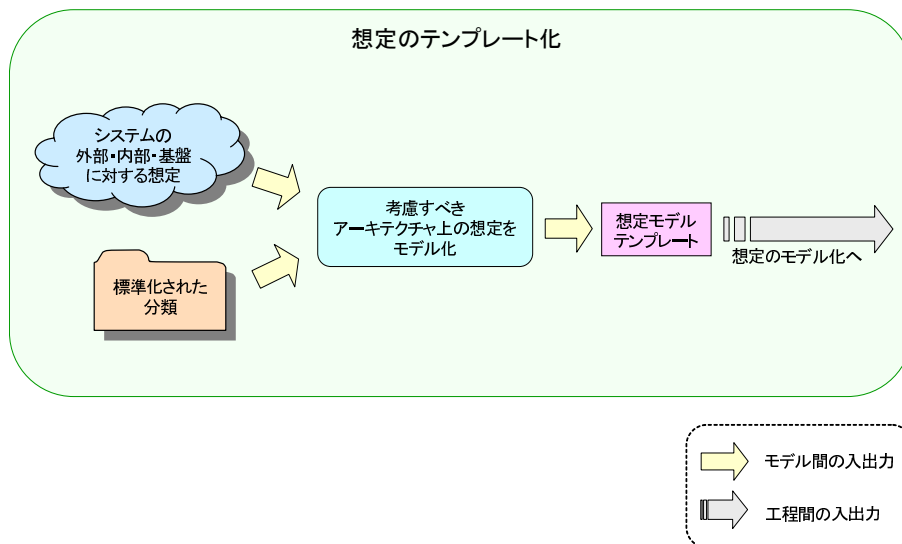 想定のテンプレート化
システムの
外部・内部・基盤
に対する想定
標準化された
分類
考慮すべき
アーキテクチャ上の想定を
モデル化
想定モデル
テンプレート
想定のモデル化へ
モデル間の入出力
工程間の入出力